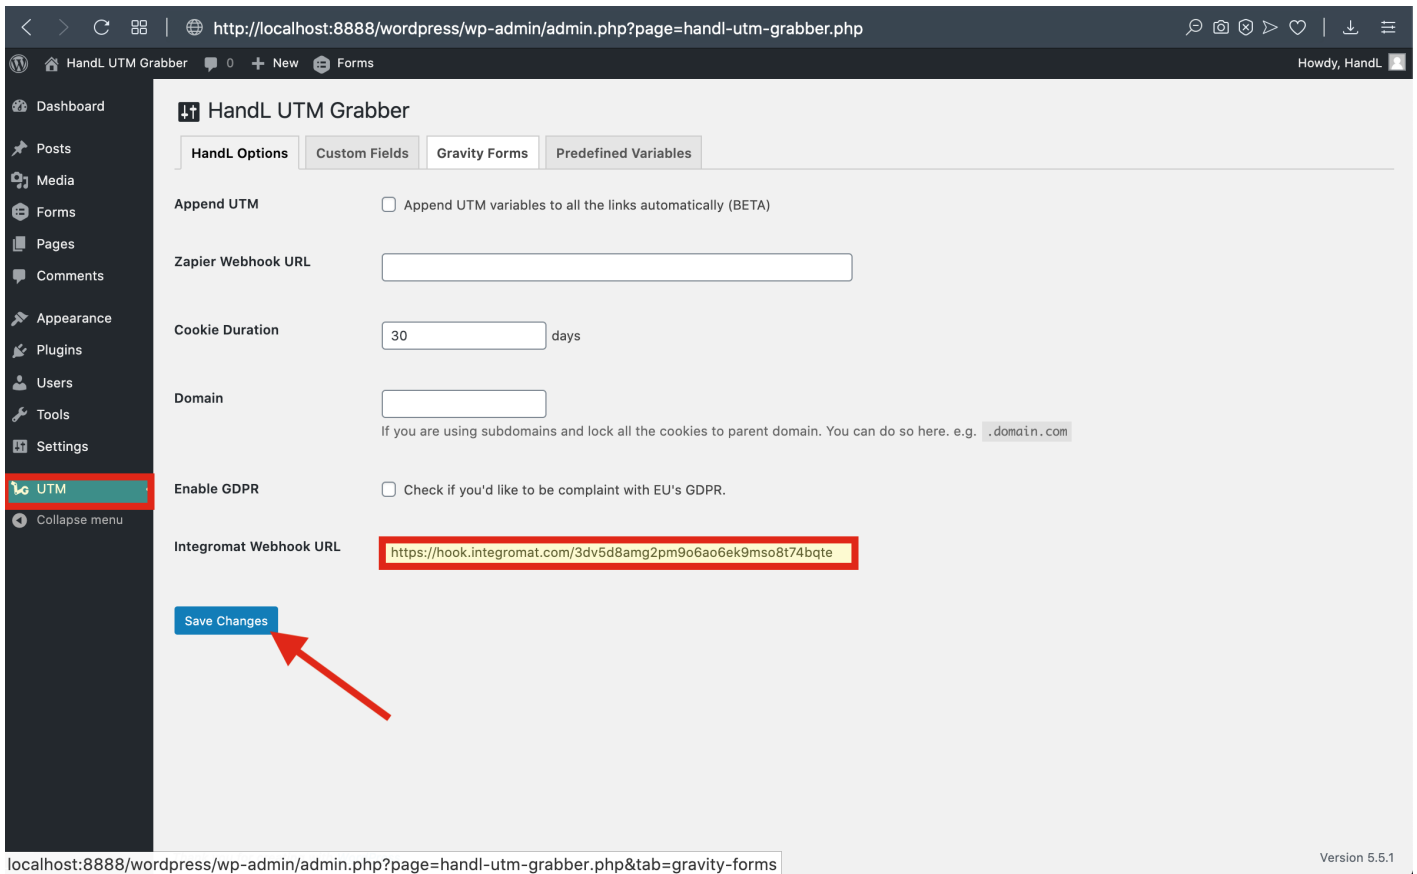 http://localhost:8888/wordpress/wp-admin/admin.php?page=handl-utm-grabber.php
HandL UTM Grabber 0 New Forms Howdy, HandL
Dashboard
Posts
Media
Forms
Pages
Comments
Appearance
Plugins
Users
Tools
Settings
UTM
Collapse menu
HandL UTM Grabber
HandL Options Custom Fields Gravity Forms Predefined Variables
Append UTM Append UTM variables to all the links automatically (BETA)
Zapier Webhook URL
Cookie Duration 30 days
Domain
If you are using subdomains and lock all the cookies to parent domain. You can do so here. e.g. .domain.com
Enable GDPR Check if you'd like to be complaint with EU's GDPR.
Integromat Webhook URL https://hook.integromat.com/3dv5d8amg2pm9o6ao6ek9mso8t74bqte
Save Changes
Version 5.5.1
localhost:8888/wordpress/wp-admin/admin.php?page=handl-utm-grabber.php&tab=gravity-forms